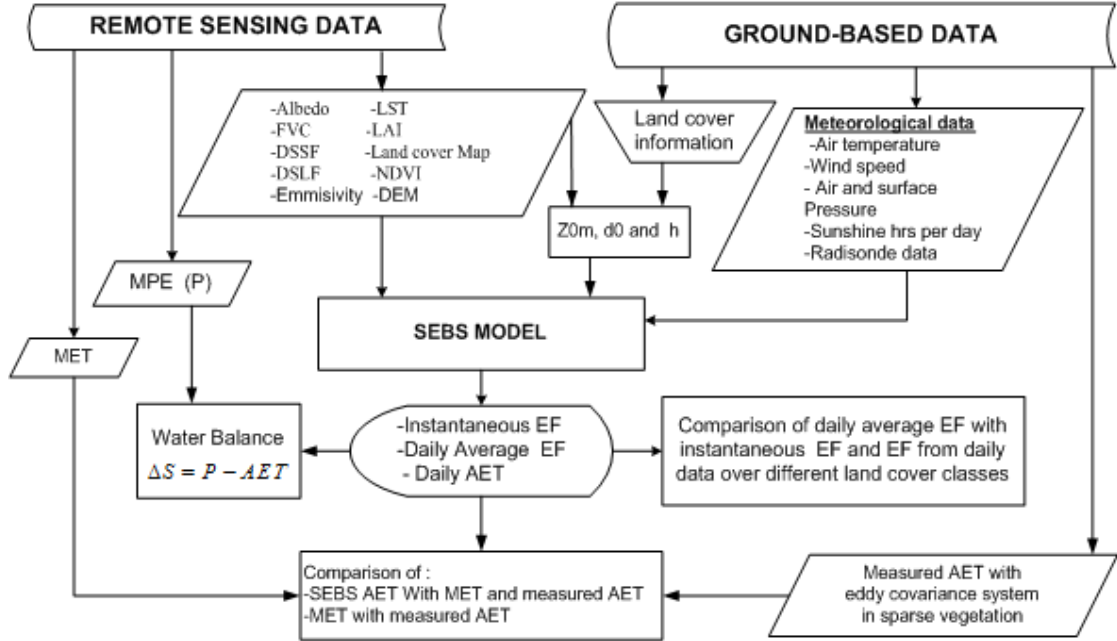 REMOTE SENSING DATA
GROUND-BASED DATA
-Albedo -LST
-FVC -LAI
-DSSF -Land cover Map
-DSLF -NDVI
-Emmisivity -DEM
Land cover
information
Meteorological data
-Air temperature
-Wind speed
- Air and surface
Pressure
-Sunshine hrs per day
-Radisonde data
Z0m, d0 and h
MPE (P)
MET
SEBS MODEL
Water Balance
ΔS = P − AET
-Instantaneous EF
-Daily Average EF
- Daily AET
Comparison of daily average EF with
instantaneous EF and EF from daily
data over different land cover classes
Comparison of :
-SEBS AET With MET and measured AET
-MET with measured AET
Measured AET with
eddy covariance system
in sparse vegetation